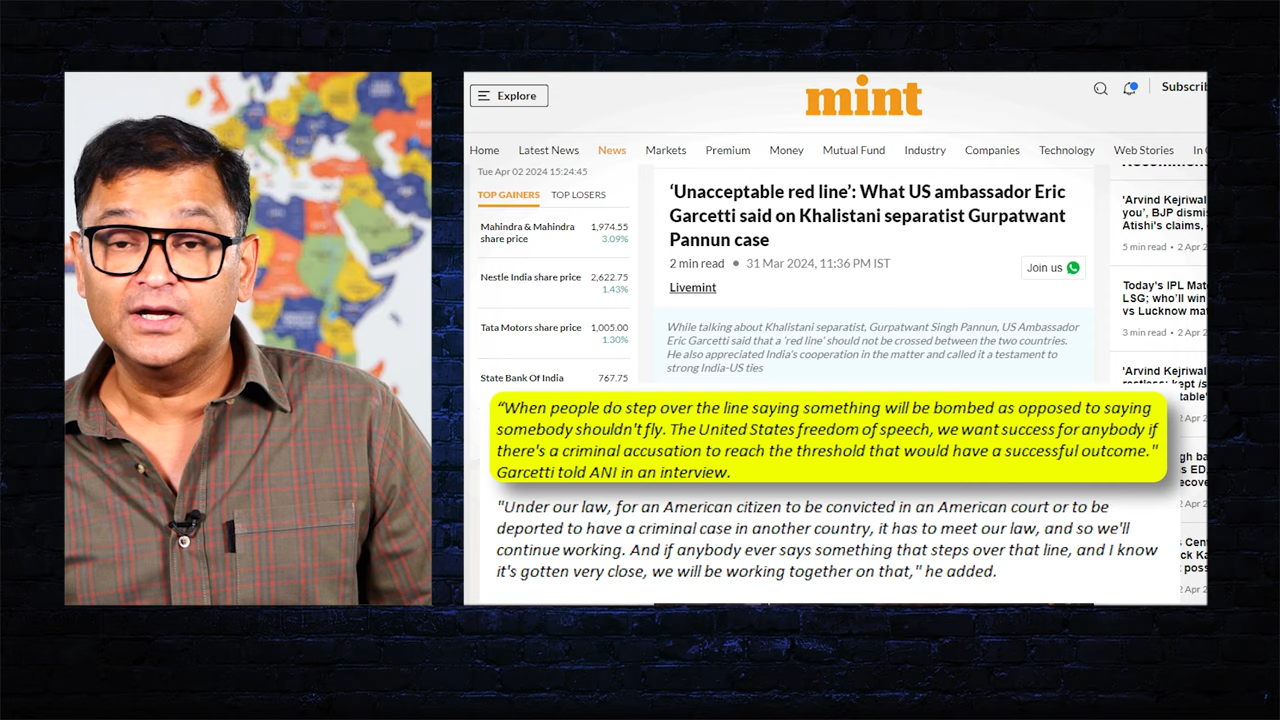 Explore
mint
Subscrib
Home Latest News News Markets Premium Money Mutual Fund Industry Companies Technology Web Stories In
Tue Apr 02 2024 15:24:45
TOP GAINERS TOP LOSERS
Mahindra & Mahindra 1,974.55
share price 3.09%
Nestle India share price 2,622.75
1.43%
Tata Motors share price 1,005.00
1.30%
State Bank Of India 767.75
‘Unacceptable red line’: What US ambassador Eric
Garcetti said on Khalistani separatist Gurpatwant
Pannun case
2 min read • 31 Mar 2024, 11:36 PM IST
Join us
Livemint
While talking about Khalistani separatist, Gurpatwant Singh Pannun, US Ambassador
Eric Garcetti said that a ‘red line’ should not be crossed between the two countries.
He also appreciated India's cooperation in the matter and called it a testament to
strong India-US ties
“When people do step over the line saying something will be bombed as opposed to saying
somebody shouldn't fly. The United States freedom of speech, we want success for anybody if
there's a criminal accusation to reach the threshold that would have a successful outcome."
Garcetti told ANI in an interview.
"Under our law, for an American citizen to be convicted in an American court or to be
deported to have a criminal case in another country, it has to meet our law, and so we'll
continue working. And if anybody ever says something that steps over that line, and I know
it's gotten very close, we will be working together on that," he added.
'Arvind Kejriwal
you', BJP dismis
Atishi's claims,
5 min read • 2 Apr 2
Today's IPL Mat
LSG; who'll win
vs Lucknow ma
3 min read • 2 Apr 2
'Arvind Kejriwal